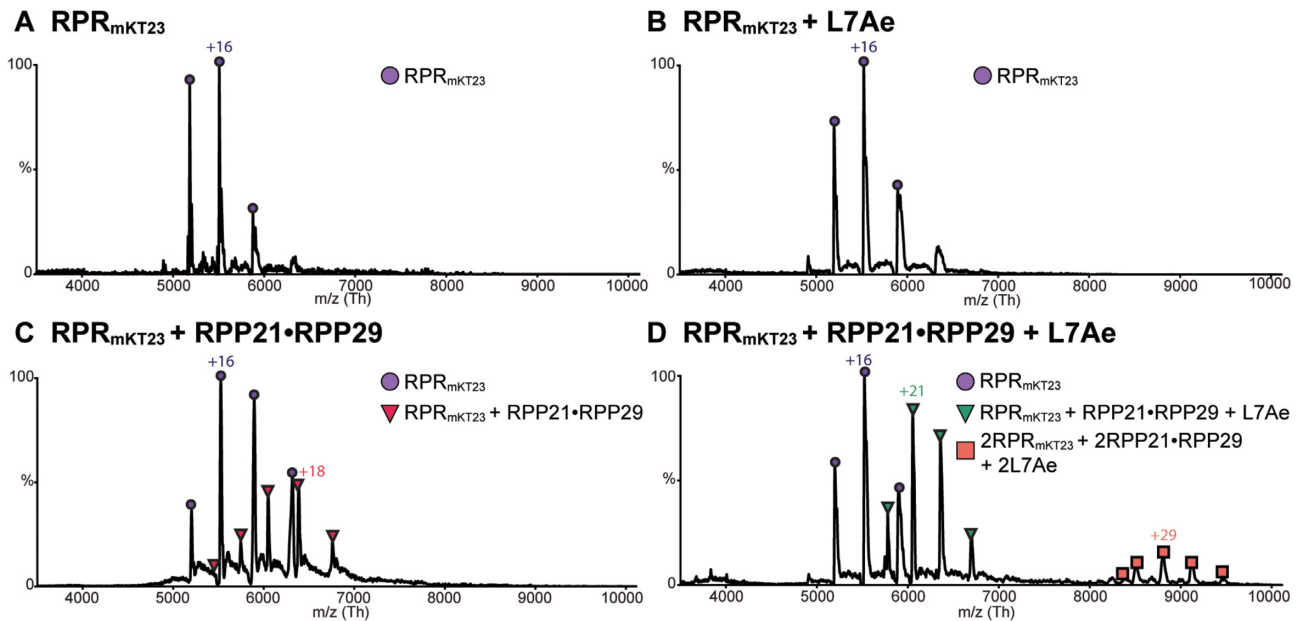 A RPRmKT23
+16
100
%
0
RPRmKT23
4000 5000 6000 7000 8000 9000 10000
m/z (Th)
B RPRmKT23 + L7Ae
+16
100
%
0
RPRmKT23
4000 5000 6000 7000 8000 9000 10000
m/z (Th)
C RPRmKT23 + RPP21•RPP29
+16
100
%
0
RPRmKT23
RPRmKT23 + RPP21•RPP29
+18
4000 5000 6000 7000 8000 9000 10000
m/z (Th)
D RPRmKT23 + RPP21•RPP29 + L7Ae
+16
100
%
0
+21
RPRmKT23
RPRmKT23 + RPP21•RPP29 + L7Ae
2RPRmKT23 + 2RPP21•RPP29
+ 2L7Ae
+29
4000 5000 6000 7000 8000 9000 10000
m/z (Th)